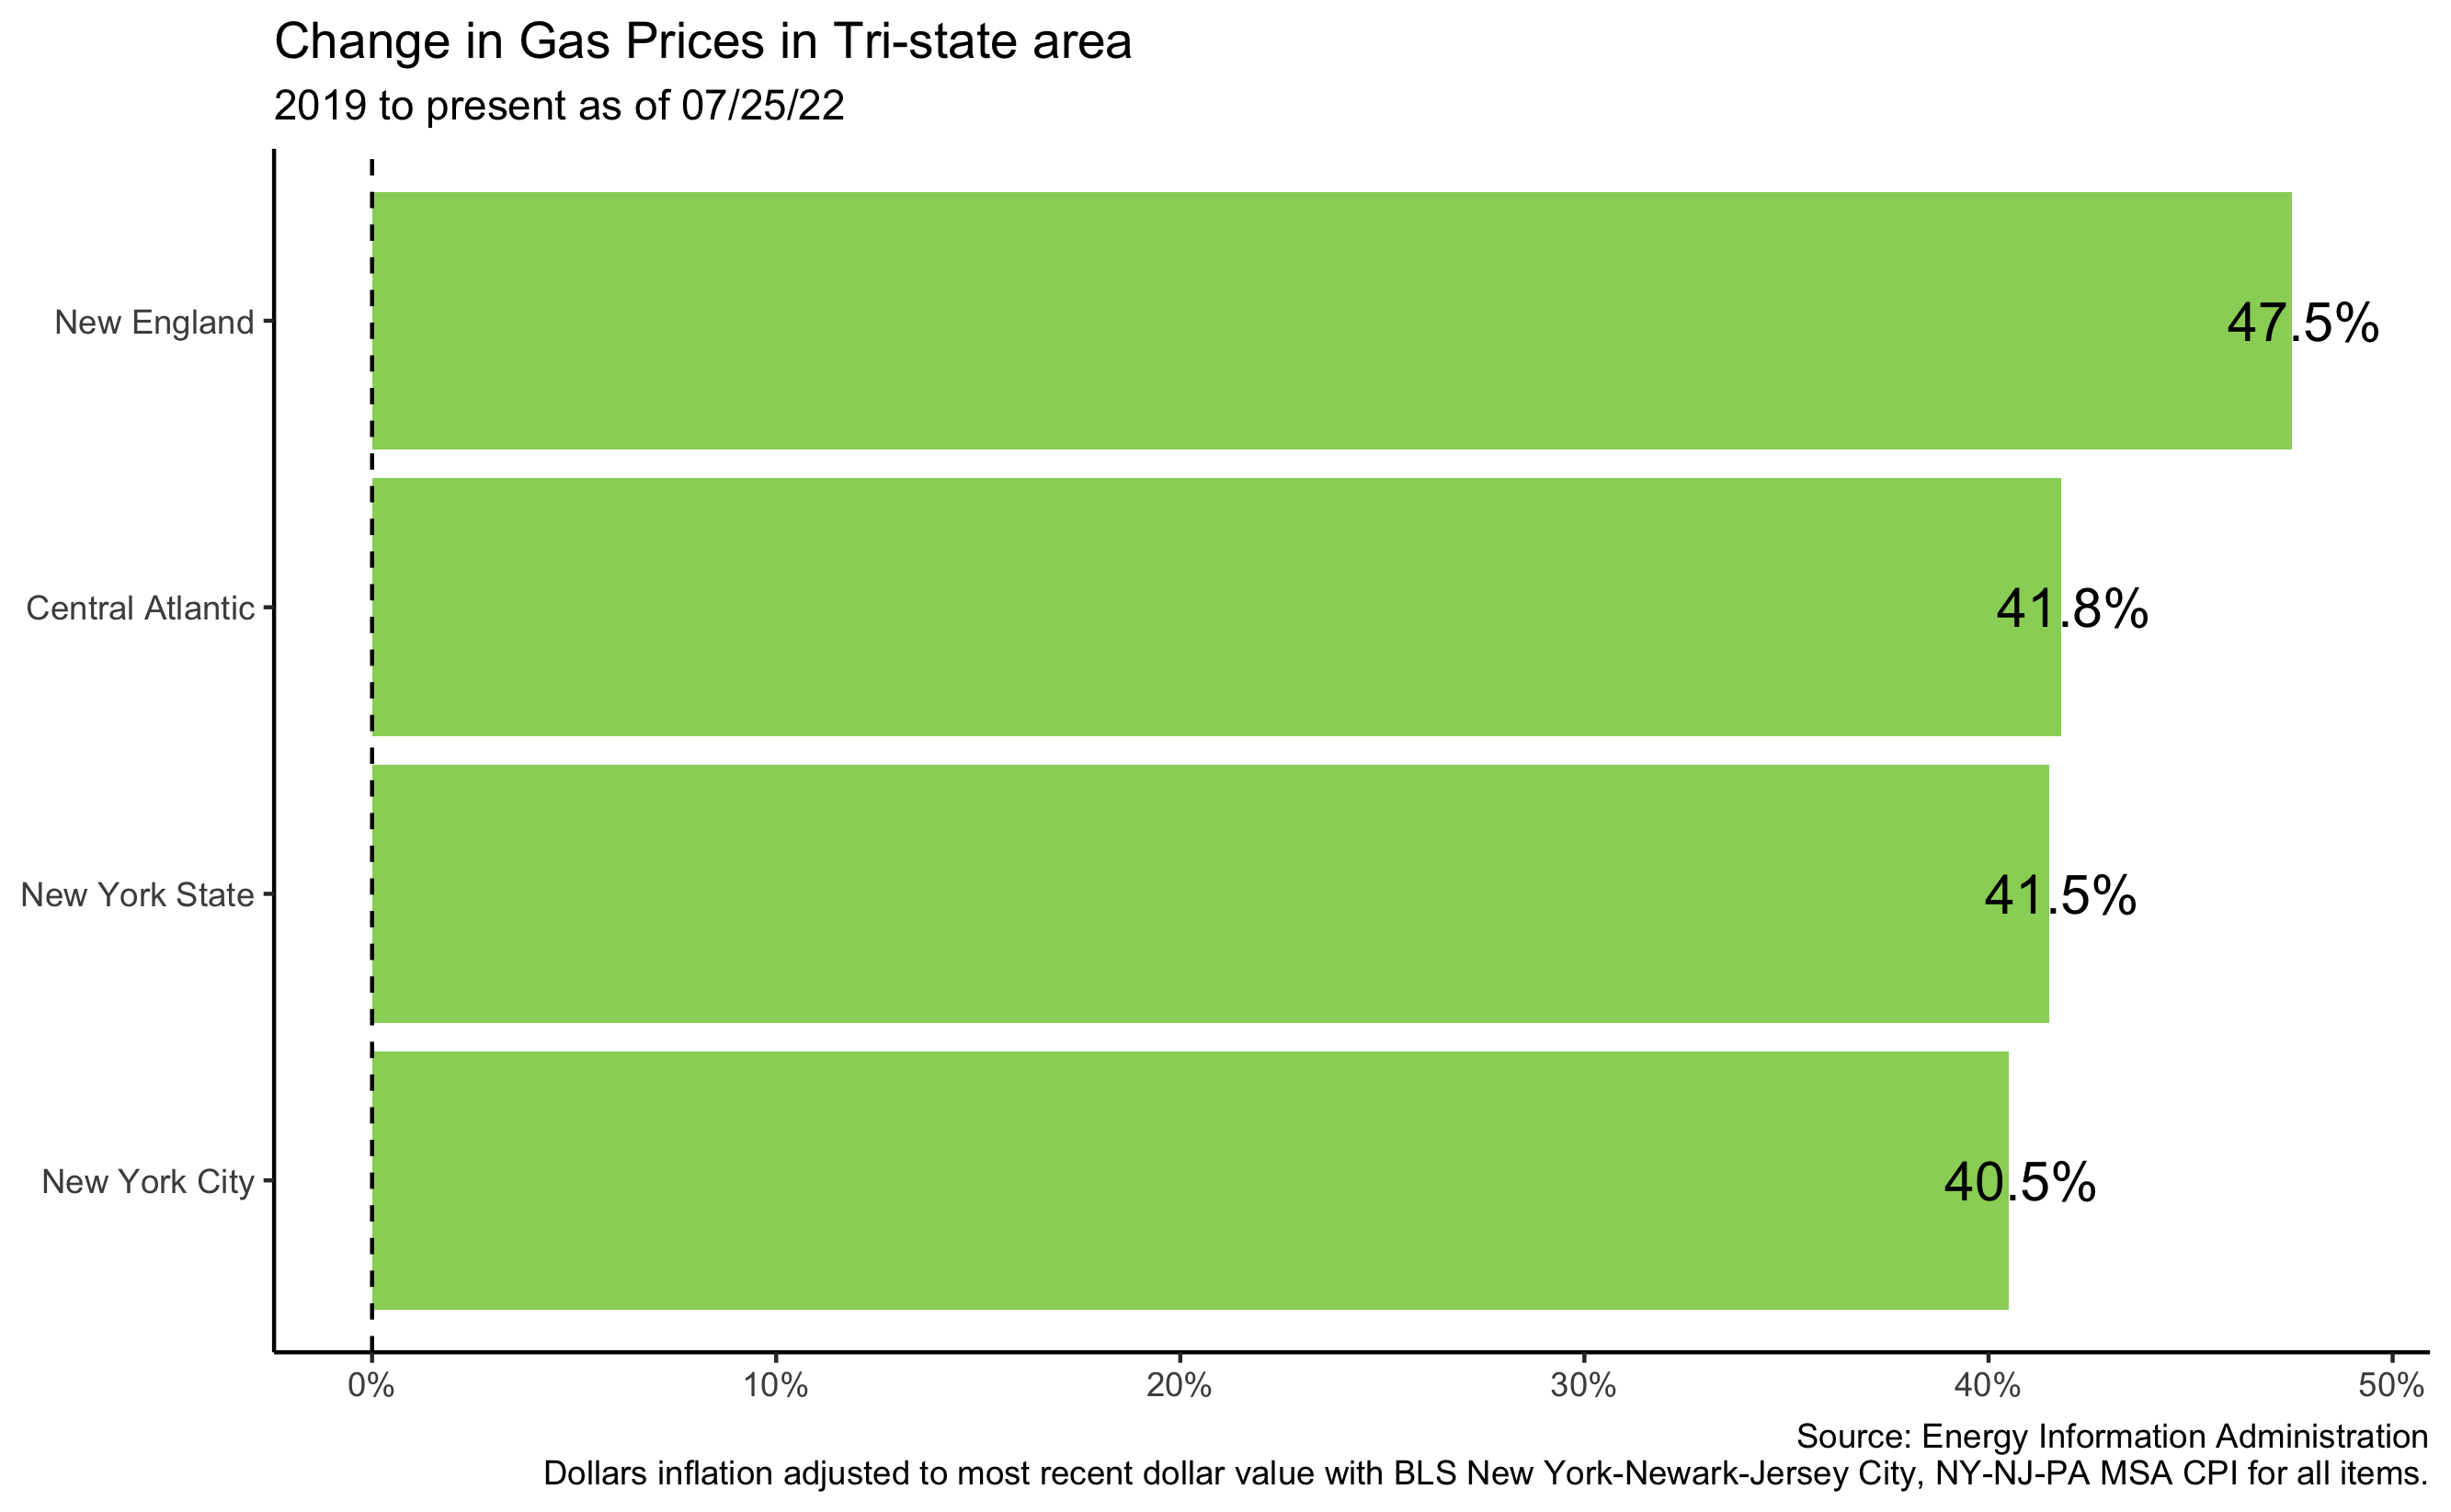 Change in Gas Prices in Tri-state area
2019 to present as of 07/25/22
New England
47.5%
Central Atlantic
41.8%
New York State
41.5%
New York City
40.5%
0%
10%
20%
30%
40%
50%
Source: Energy Information Administration
Dollars inflation adjusted to most recent dollar value with BLS New York-Newark-Jersey City, NY-NJ-PA MSA CPI for all items.